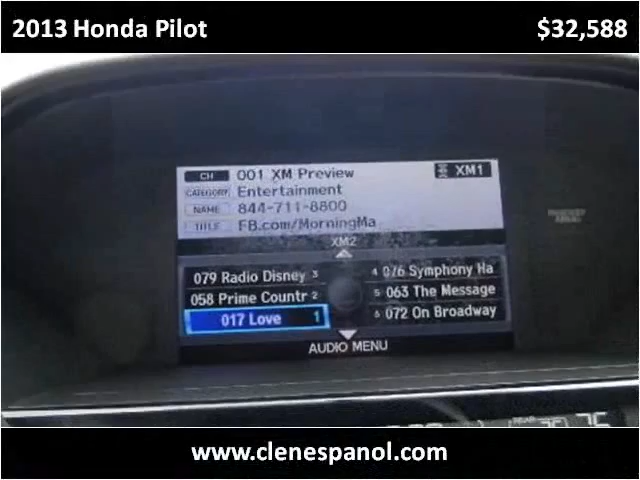 2013 Honda Pilot $32,588
CH 001 XM Preview XM1
CATEGORY Entertainment
NAME 844-711-8800
TITLE FB.com/MorningMa
XM2
079 Radio Disney 3 4 076 Symphony Ha
058 Prime Countr 2 5 063 The Message
017 Love 1 6 072 On Broadway
AUDIO MENU
75
www.clenespanol.com